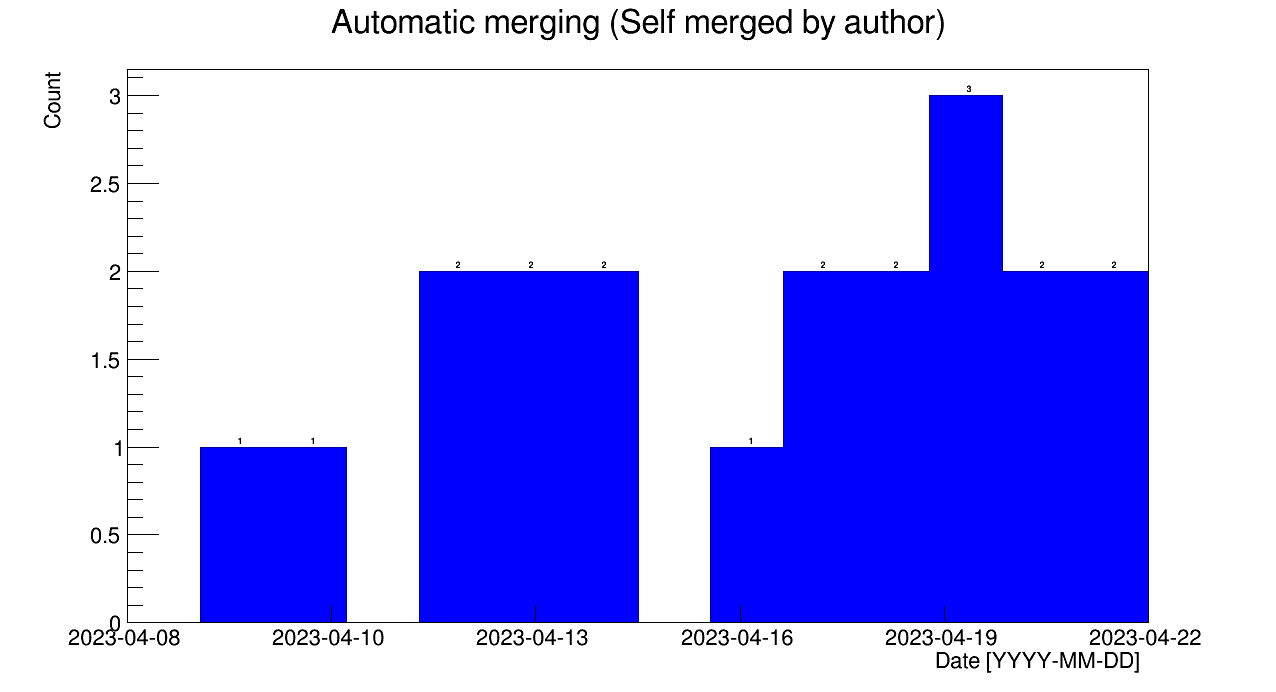 Automatic merging (Self merged by author)
Count
3
2.5
2
1.5
1
0.5
0
1 1 2 2 2 1 2 2 3 2 2
2023-04-08 2023-04-10 2023-04-13 2023-04-16 2023-04-19 2023-04-22
Date [YYYY-MM-DD]